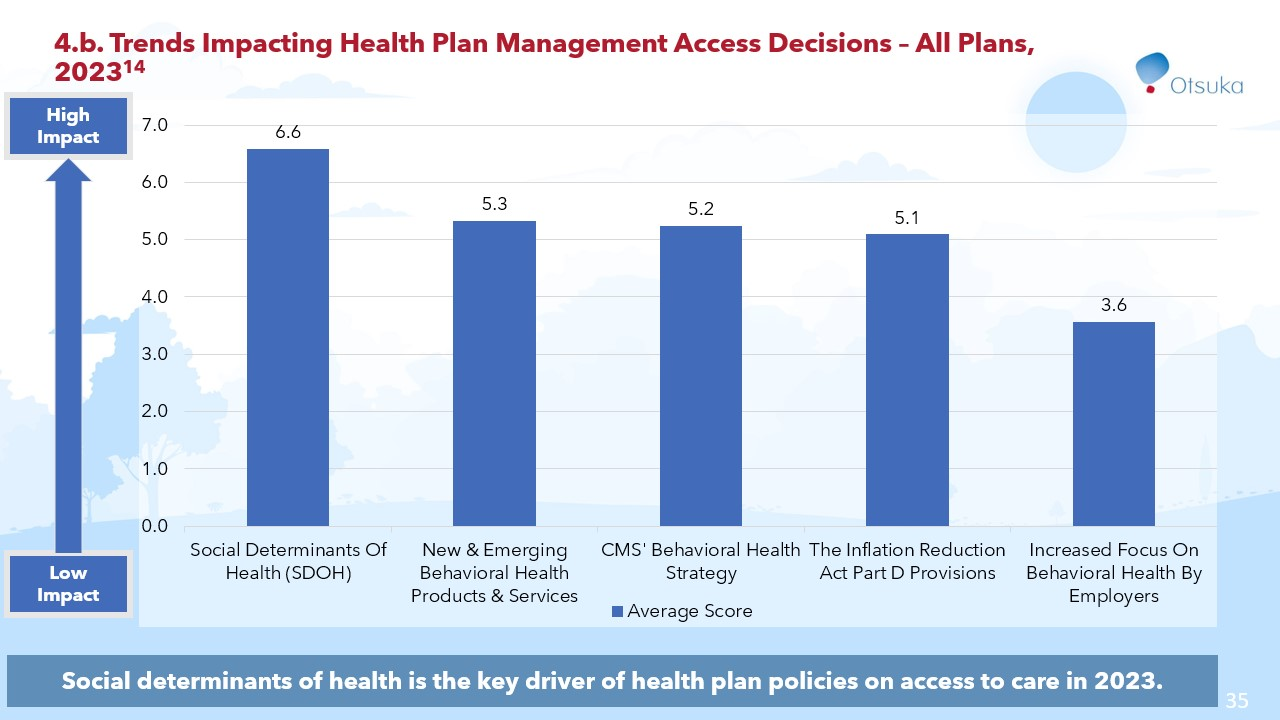 4.b. Trends Impacting Health Plan Management Access Decisions – All Plans,
2023¹⁴
Otsuka
High
Impact
7.0
6.0
5.0
4.0
3.0
2.0
1.0
0.0
6.6
5.3
5.2
5.1
3.6
Low
Impact
Social Determinants Of
Health (SDOH)
New & Emerging
Behavioral Health
Products & Services
CMS' Behavioral Health
Strategy
The Inflation Reduction
Act Part D Provisions
Increased Focus On
Behavioral Health By
Employers
Average Score
Social determinants of health is the key driver of health plan policies on access to care in 2023.
35